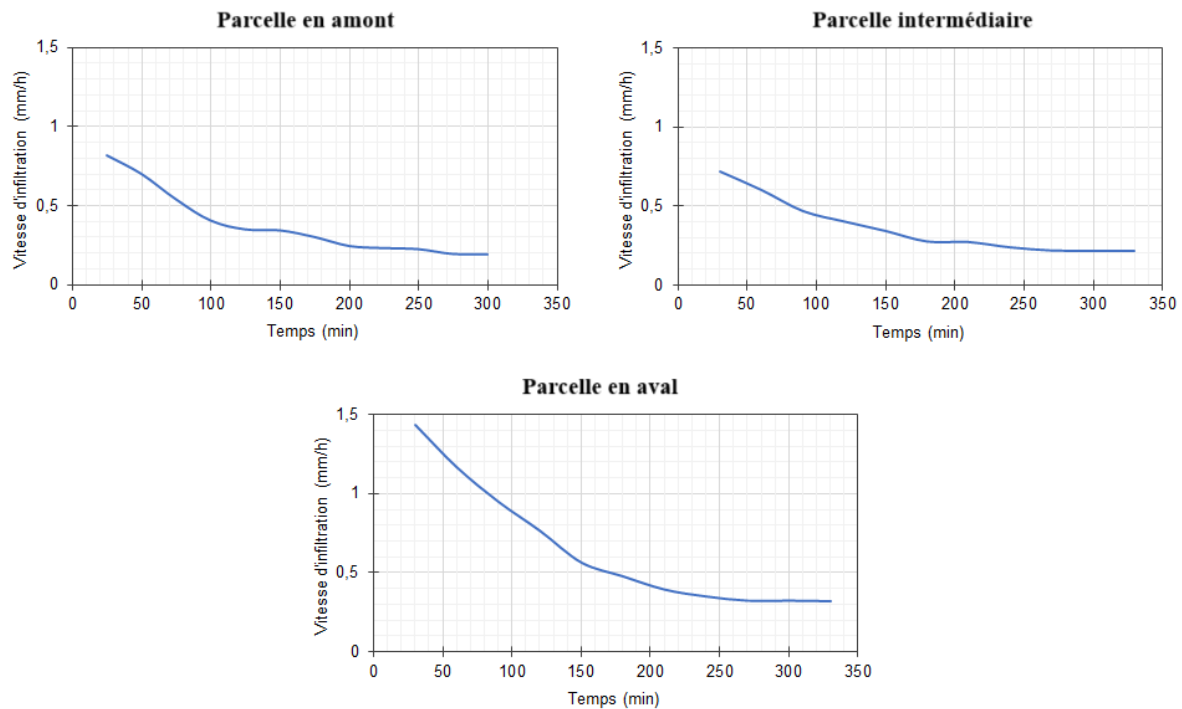 Parcelle en amont
Vitesse d'infiltration (mm/h)
1,5
1
0,5
0
0 50 100 150 200 250 300 350
Temps (min)
Parcelle intermédiaire
Vitesse d'infiltration (mm/h)
1,5
1
0,5
0
0 50 100 150 200 250 300 350
Temps (min)
Parcelle en aval
Vitesse d'infiltration (mm/h)
1,5
1
0,5
0
0 50 100 150 200 250 300 350
Temps (min)